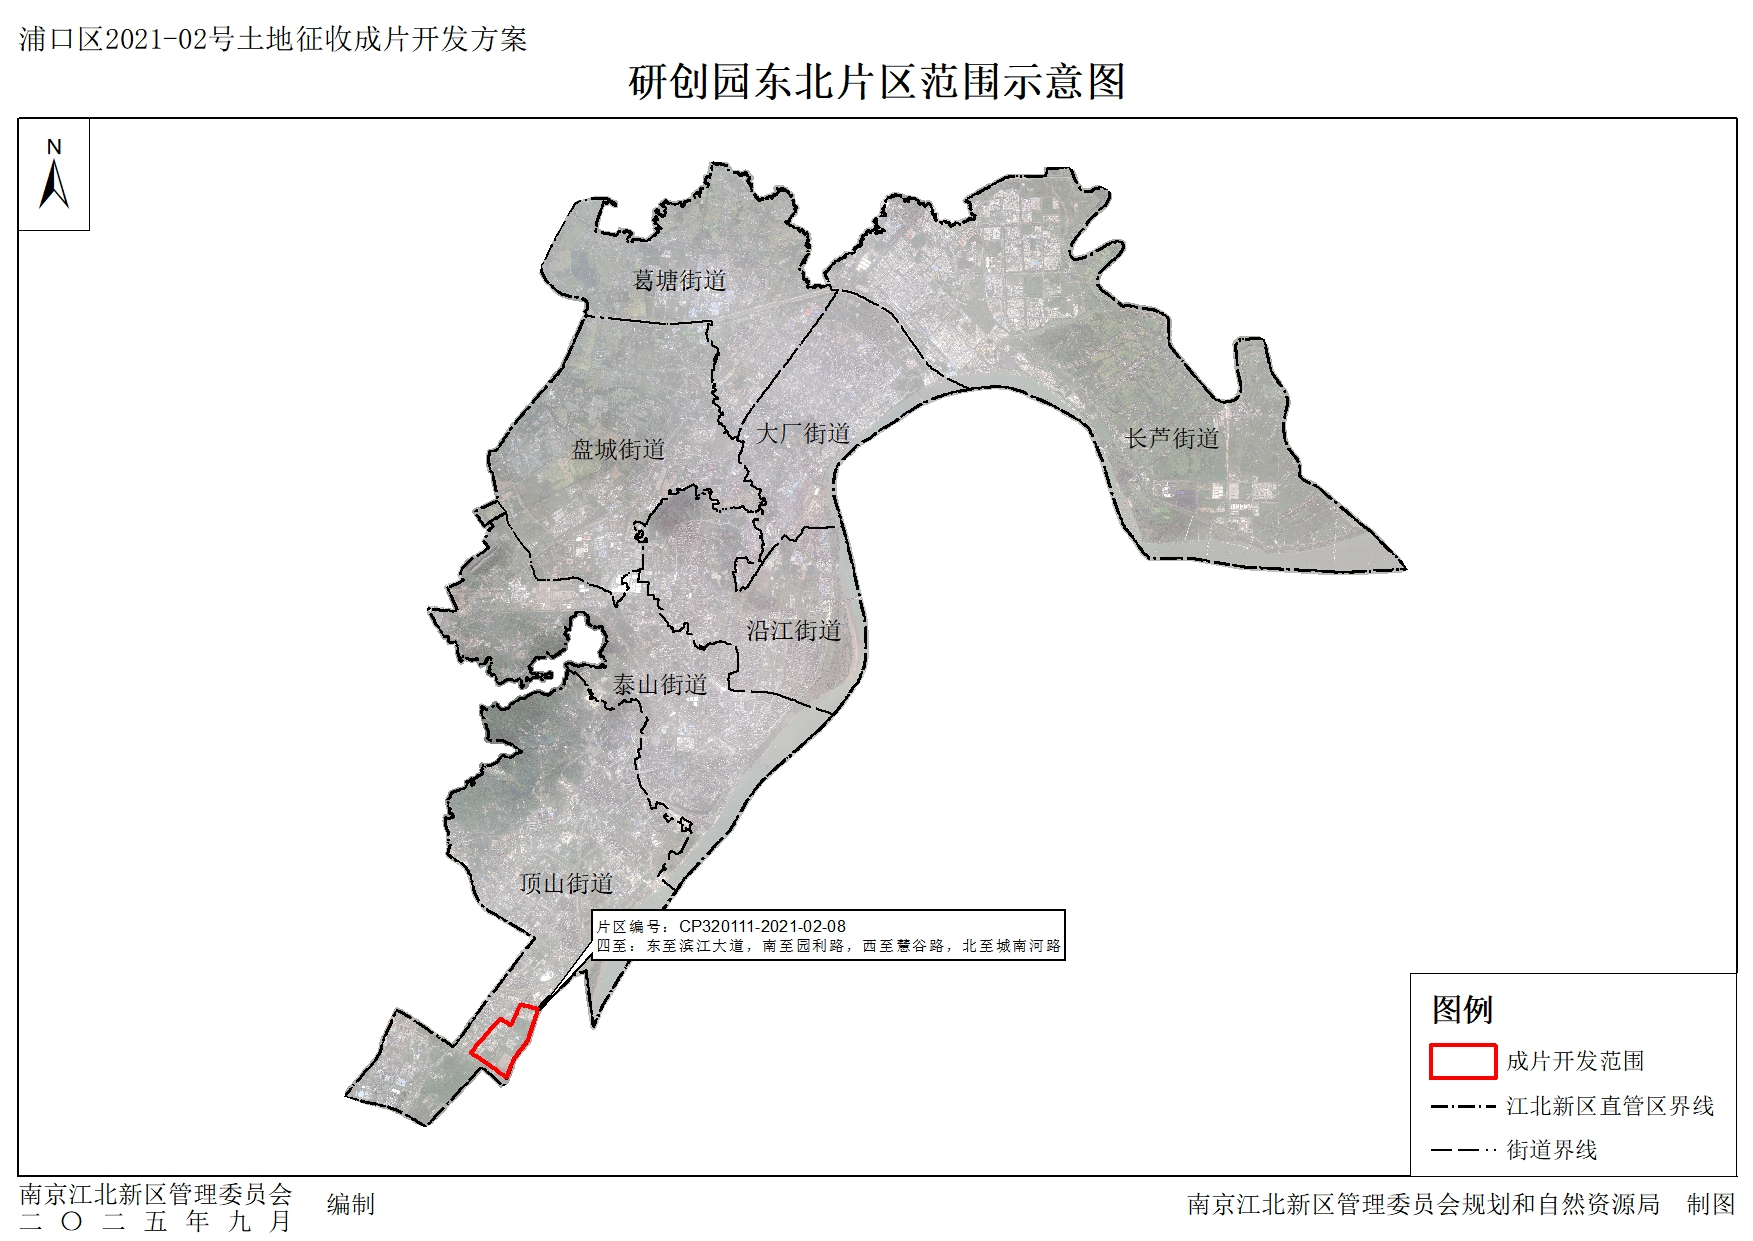 浦口区2021-02号土地征收成片开发方案
研创园东北片区范围示意图
N
葛塘街道
大厂街道
长芦街道
盘城街道
沿江街道
泰山街道
顶山街道
片区编号：CP320111-2021-02-08
四至：东至滨江大道，南至园利路，西至慧谷路，北至城南河路
图例
成片开发范围
江北新区直管区界线
街道界线
南京江北新区管理委员会
二〇二五年九月
编制
南京江北新区管理委员会规划和自然资源局 制图